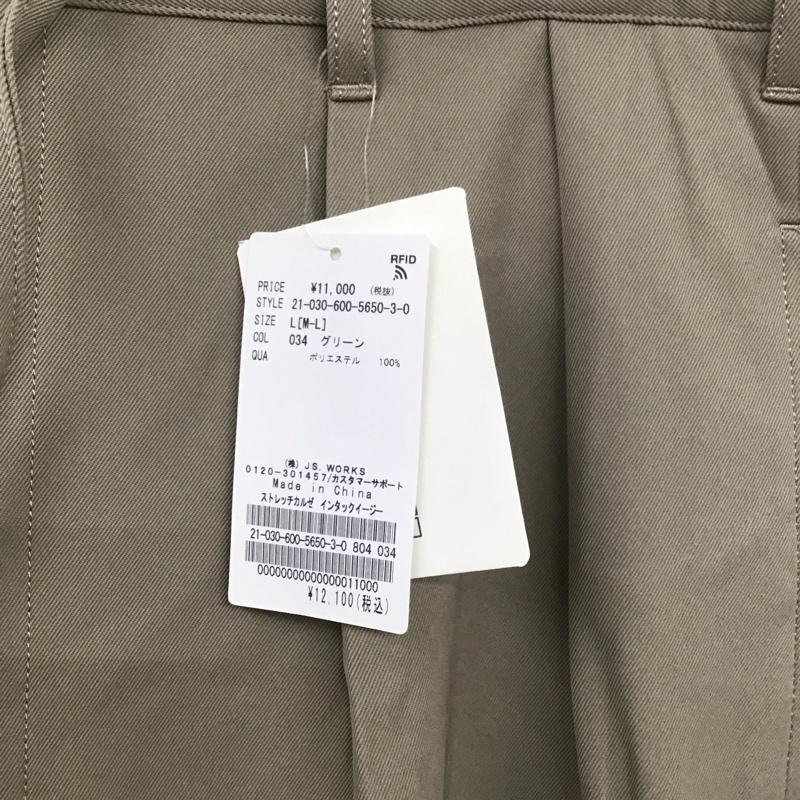 RFID
PRICE ¥11,000 (税抜)
STYLE 21-030-600-5650-3-0
SIZE L[M-L]
COL 034 グリーン
QUA ポリエステル 100%
(株) J.S. WORKS
0120-301457/カスタマーサポート
Made in China
ストレッチカルゼ インタックイージー
21-030-600-5650-3-0 804 034
00000000000000011000
¥12,100(税込)